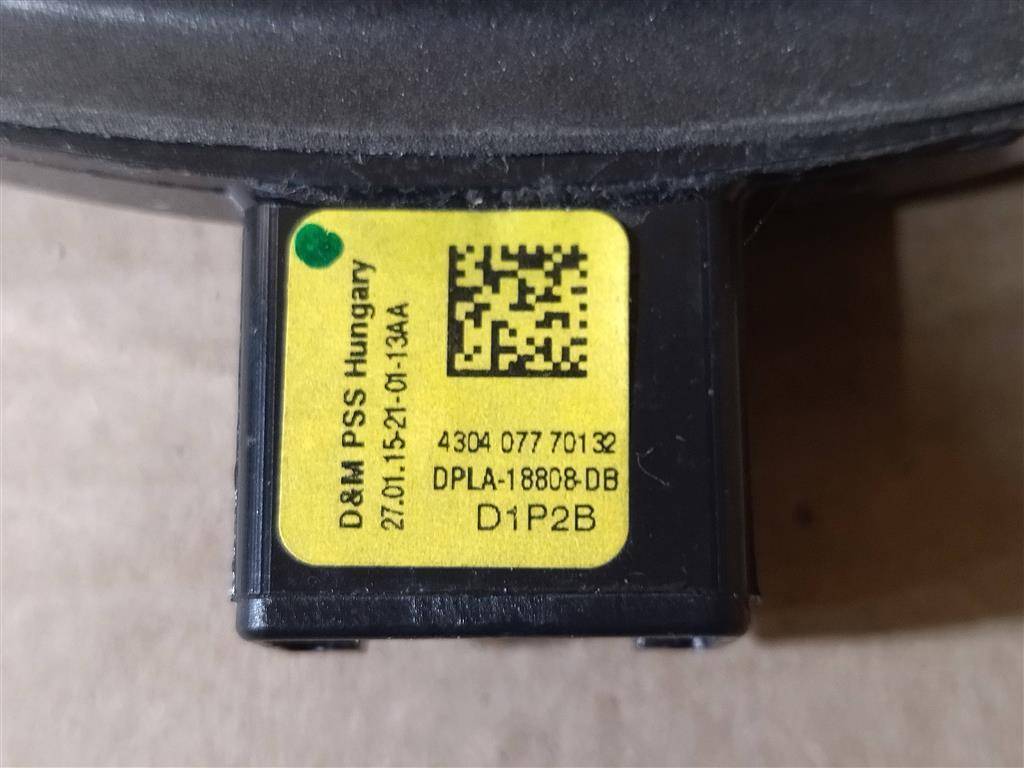 D&M PSS Hungary
27.01.15-21-01-13AA
4304 077 70132
DPLA-18808-DB
D1P2B